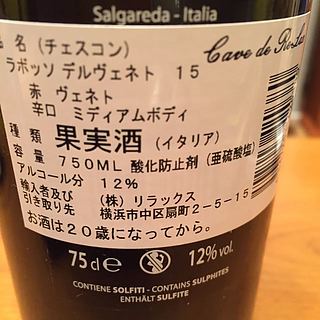 Salgareda - Italia
名（チェスコン）
Cave de
ラボッソ デルヴェネト 15
赤 ヴェネト
辛口 ミディアムボディ
種 類 果実酒（イタリア）
容 量 750ML 酸化防止剤（亜硫酸塩）
アルコール分 12%
輸入者及び （株）リラックス
引き取り先 横浜市中区扇町2－5－15
お酒は20歳になってから。
75 cl e 12% vol.
CONTIENE SOLFITI - CONTAINS SULPHITES
ENTHÄLT SULFITE